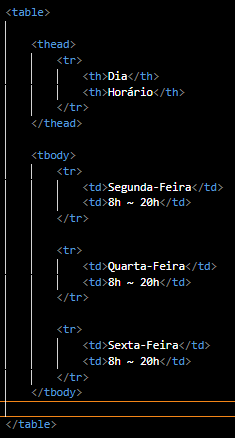 <table>
<thead>
<tr>
<th>Dia</th>
<th>Horário</th>
</tr>
</thead>
<tbody>
<tr>
<td>Segunda-Feira</td>
<td>8h ~ 20h</td>
</tr>
<tr>
<td>Quarta-Feira</td>
<td>8h ~ 20h</td>
</tr>
<tr>
<td>Sexta-Feira</td>
<td>8h ~ 20h</td>
</tr>
</tbody>
</table>